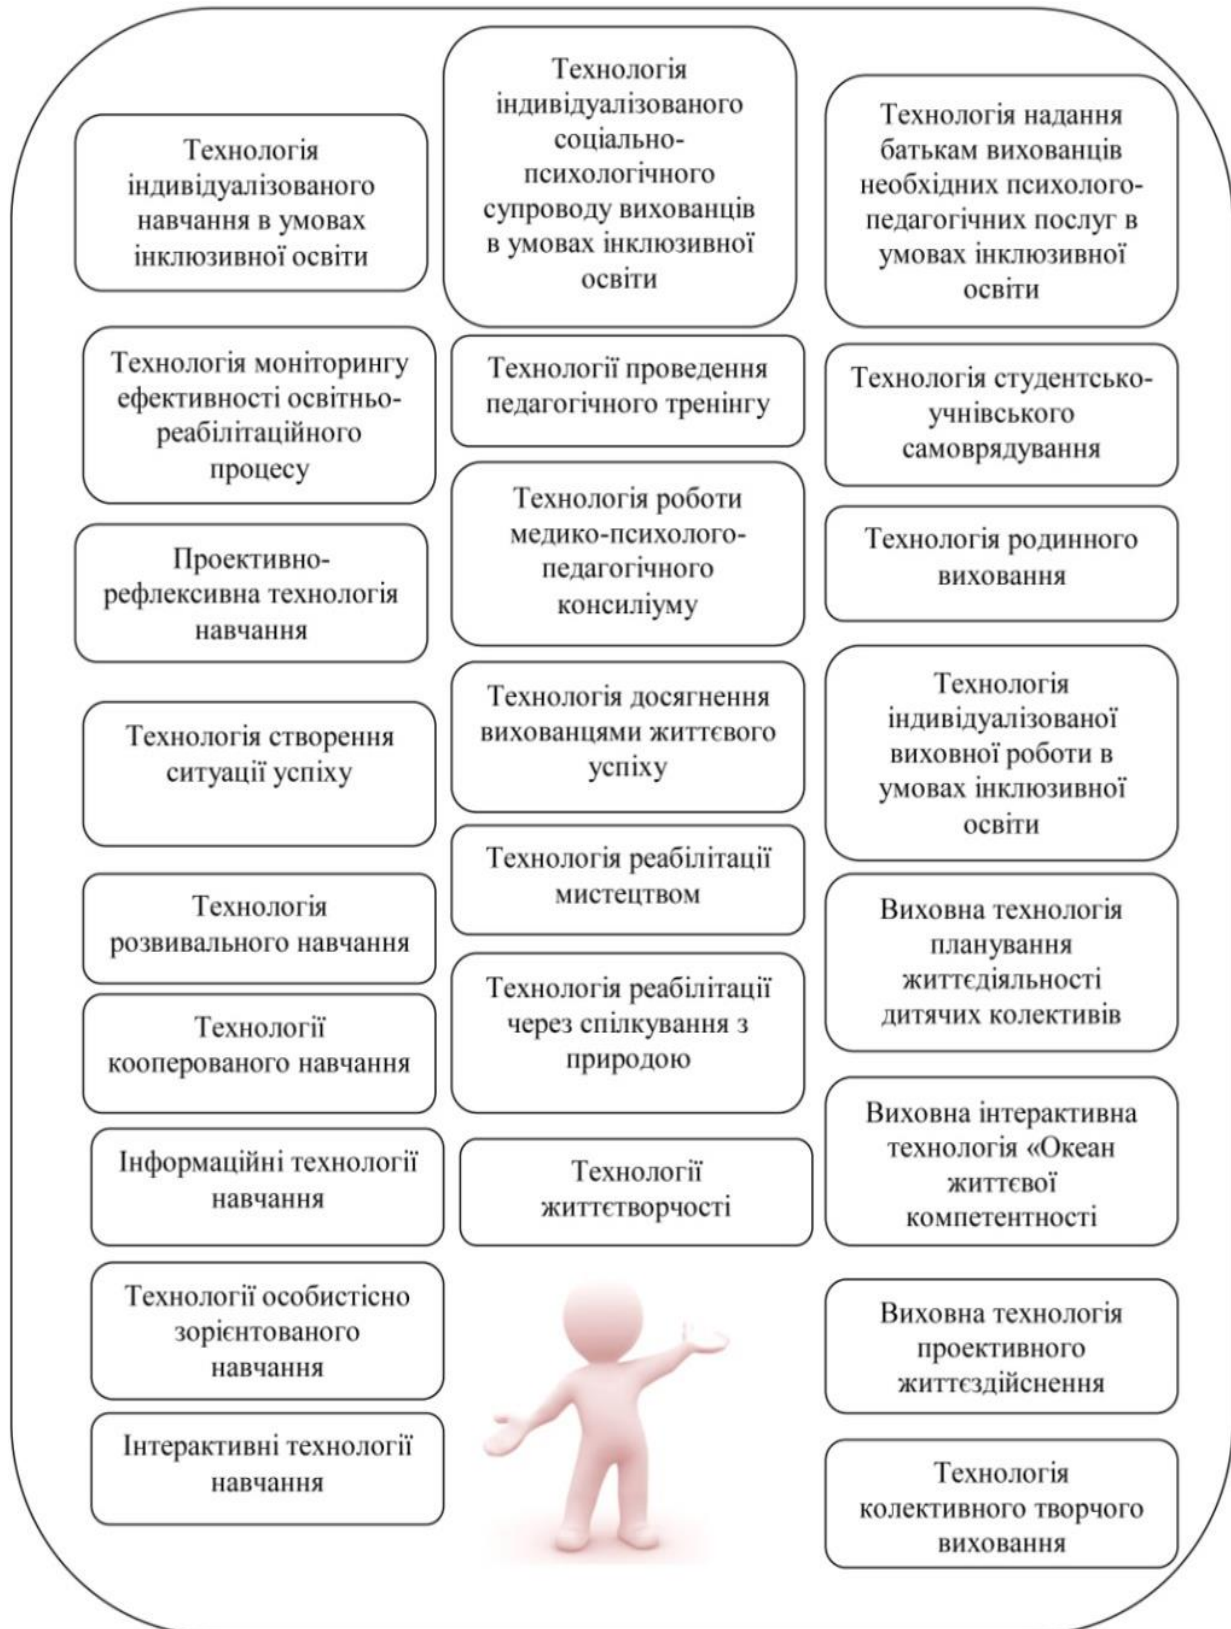 Технологія
індивідуалізованого
навчання в умовах
інклюзивної освіти
Технологія моніторингу
ефективності освітньо-
реабілітаційного
процесу
Проективно-
рефлексивна технологія
навчання
Технологія створення
ситуації успіху
Технологія
розвивального навчання
Технології
кооперованого навчання
Інформаційні технології
навчання
Технології особистісно
зорієнтованого
навчання
Інтерактивні технології
навчання
Технологія
індивідуалізованого
соціально-
психологічного
супроводу вихованців
в умовах інклюзивної
освіти
Технології проведення
педагогічного тренінгу
Технологія роботи
медико-психолого-
педагогічного
консиліуму
Технологія досягнення
вихованцями життєвого
успіху
Технологія реабілітації
мистецтвом
Технологія реабілітації
через спілкування з
природою
Технології
життєтворчості
Технологія надання
батькам вихованців
необхідних психолого-
педагогічних послуг в
умовах інклюзивної
освіти
Технологія студентсько-
учнівського
самоврядування
Технологія родинного
виховання
Технологія
індивідуалізованої
виховної роботи в
умовах інклюзивної
освіти
Виховна технологія
планування
життєдіяльності
дитячих колективів
Виховна інтерактивна
технологія «Океан
життєвої
компетентності
Виховна технологія
проективного
життєздійснення
Технологія
колективного творчого
виховання